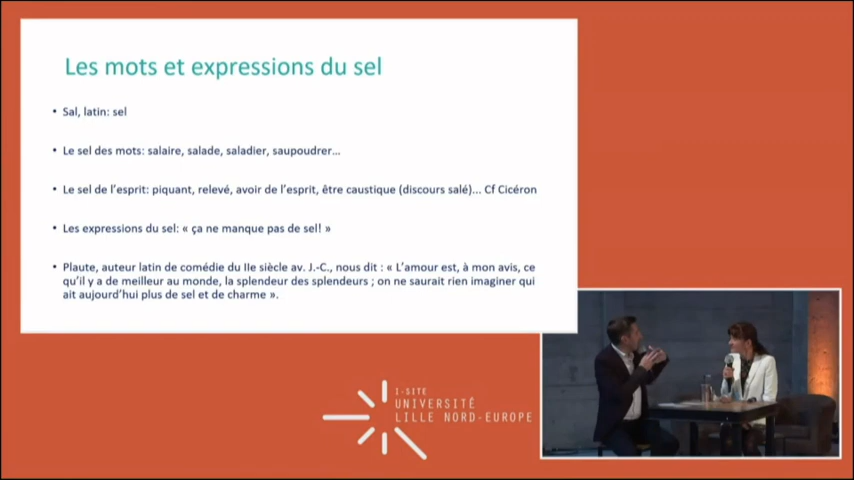 Les mots et expressions du sel
• Sal, latin: sel
• Le sel des mots: salaire, salade, saladier, saupoudrer...
• Le sel de l'esprit: piquant, relevé, avoir de l'esprit, être caustique (discours salé)... Cf Cicéron
• Les expressions du sel: « ça ne manque pas de sel! »
• Plaute, auteur latin de comédie du IIe siècle av. J.-C., nous dit : « L'amour est, à mon avis, ce
qu'il y a de meilleur au monde, la splendeur des splendeurs ; on ne saurait rien imaginer qui
ait aujourd'hui plus de sel et de charme ».
I-SITE
UNIVERSITÉ
LILLE NORD-EUROPE